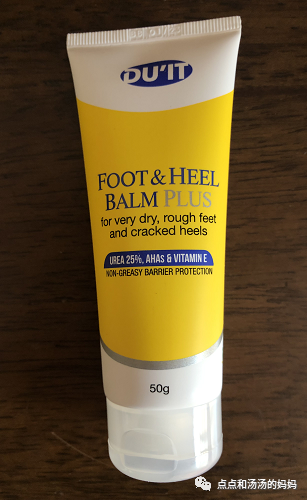 DU'IT
FOOT & HEEL
BALM PLUS
for very dry, rough feet
and cracked heels
UREA 25%, AHAs & VITAMIN E
NON-GREASY BARRIER PROTECTION
50g
点点和汤汤的妈妈